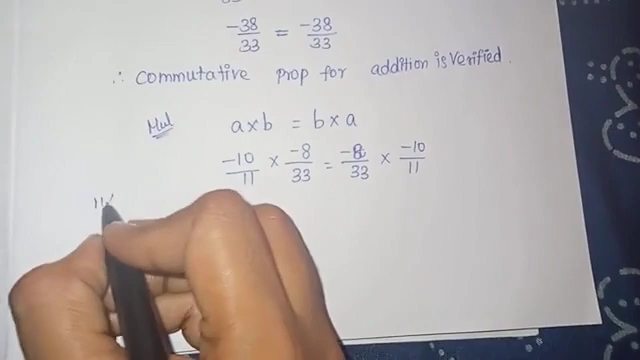 -38/33 = -38/33
∴ Commutative prop for addition is Verified.
Mul a×b = b×a
-10/11 × -8/33 = -8/33 × -10/11
11